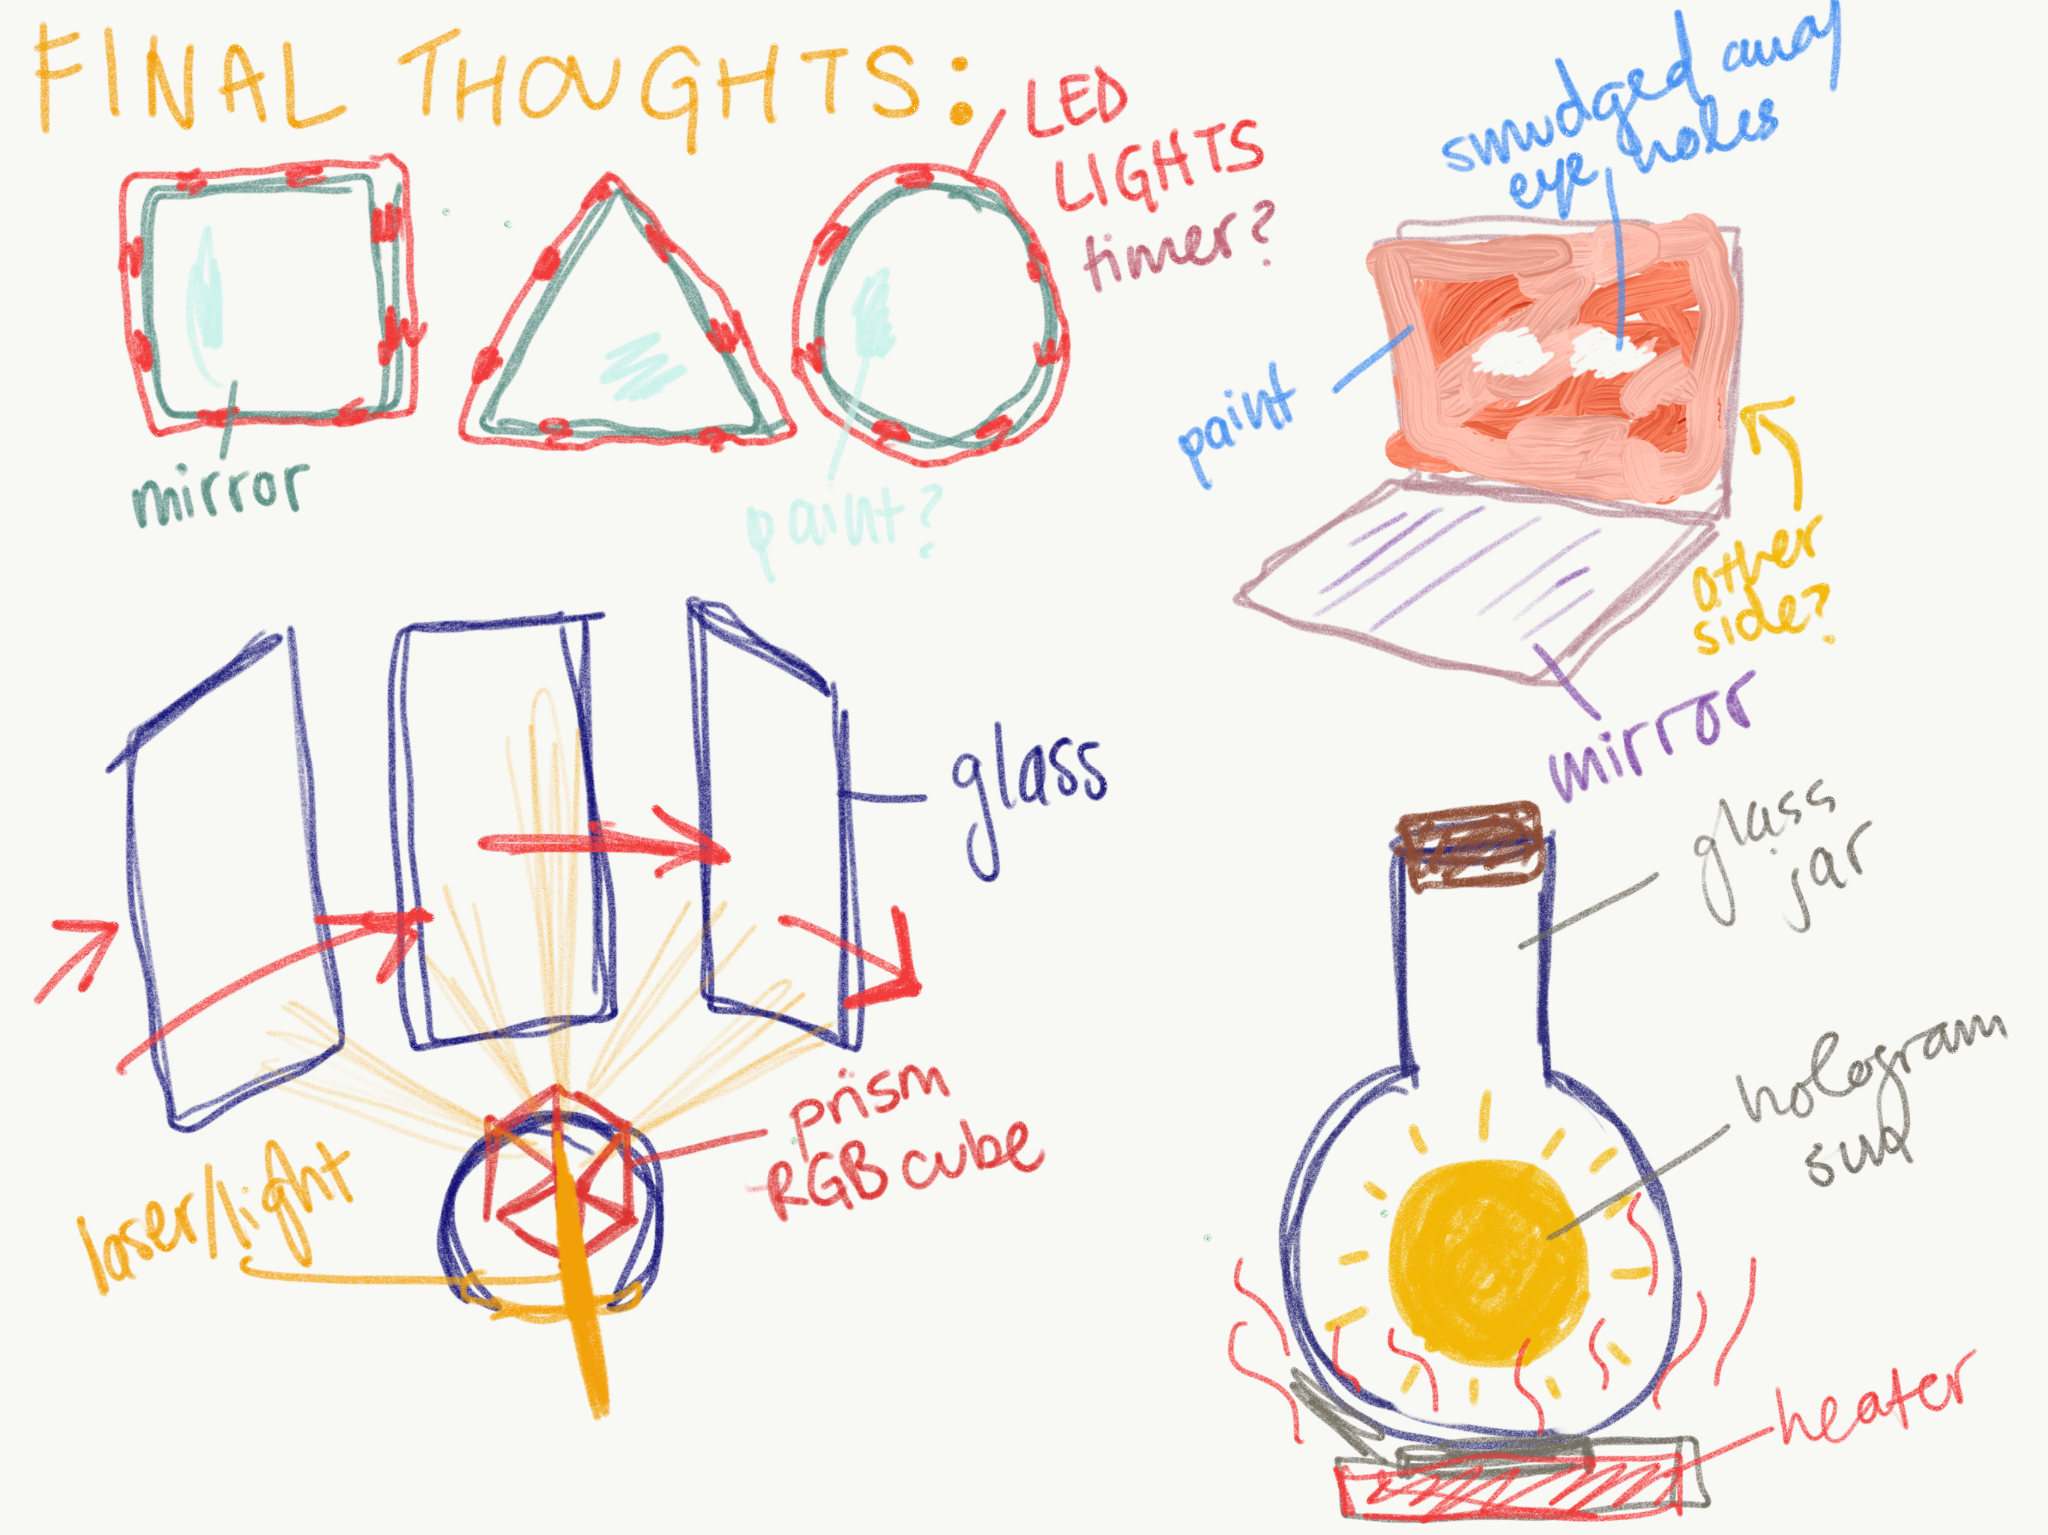 FINAL THOUGHTS:
LED
LIGHTS
timer?
mirror
paint?
smudged away
eye holes
paint
other
side?
mirror
glass
laser/light
prism
RGB cube
glass
jar
hologram
sun
heater